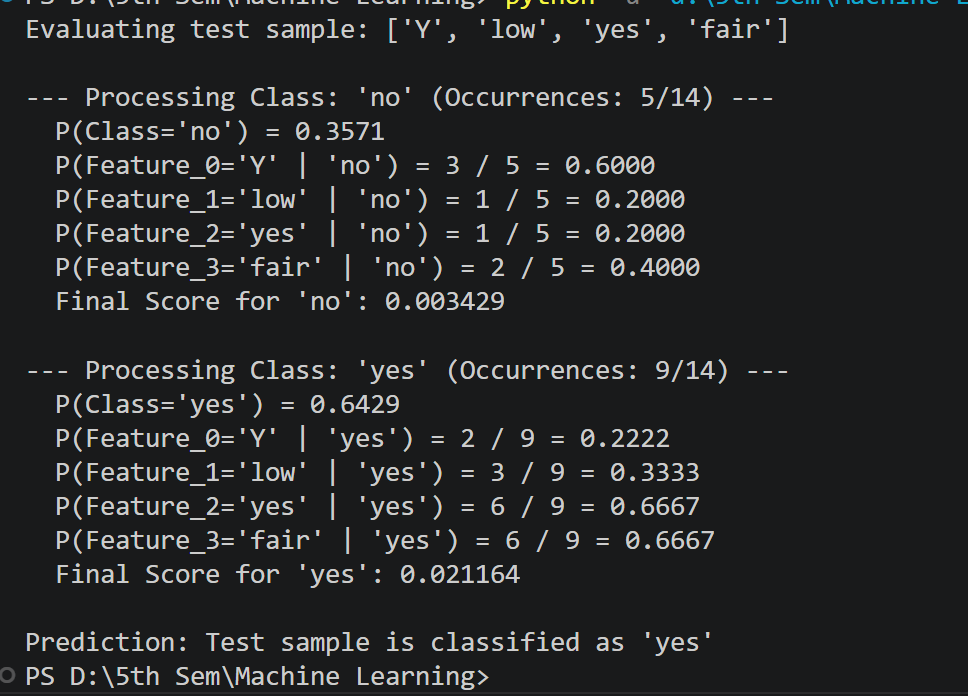 PS D:\5th Sem\Machine Learning> python -u "d:\5th Sem\Machine
Evaluating test sample: ['Y', 'low', 'yes', 'fair']
--- Processing Class: 'no' (Occurrences: 5/14) ---
P(Class='no') = 0.3571
P(Feature_0='Y' | 'no') = 3 / 5 = 0.6000
P(Feature_1='low' | 'no') = 1 / 5 = 0.2000
P(Feature_2='yes' | 'no') = 1 / 5 = 0.2000
P(Feature_3='fair' | 'no') = 2 / 5 = 0.4000
Final Score for 'no': 0.003429
--- Processing Class: 'yes' (Occurrences: 9/14) ---
P(Class='yes') = 0.6429
P(Feature_0='Y' | 'yes') = 2 / 9 = 0.2222
P(Feature_1='low' | 'yes') = 3 / 9 = 0.3333
P(Feature_2='yes' | 'yes') = 6 / 9 = 0.6667
P(Feature_3='fair' | 'yes') = 6 / 9 = 0.6667
Final Score for 'yes': 0.021164
Prediction: Test sample is classified as 'yes'
PS D:\5th Sem\Machine Learning>